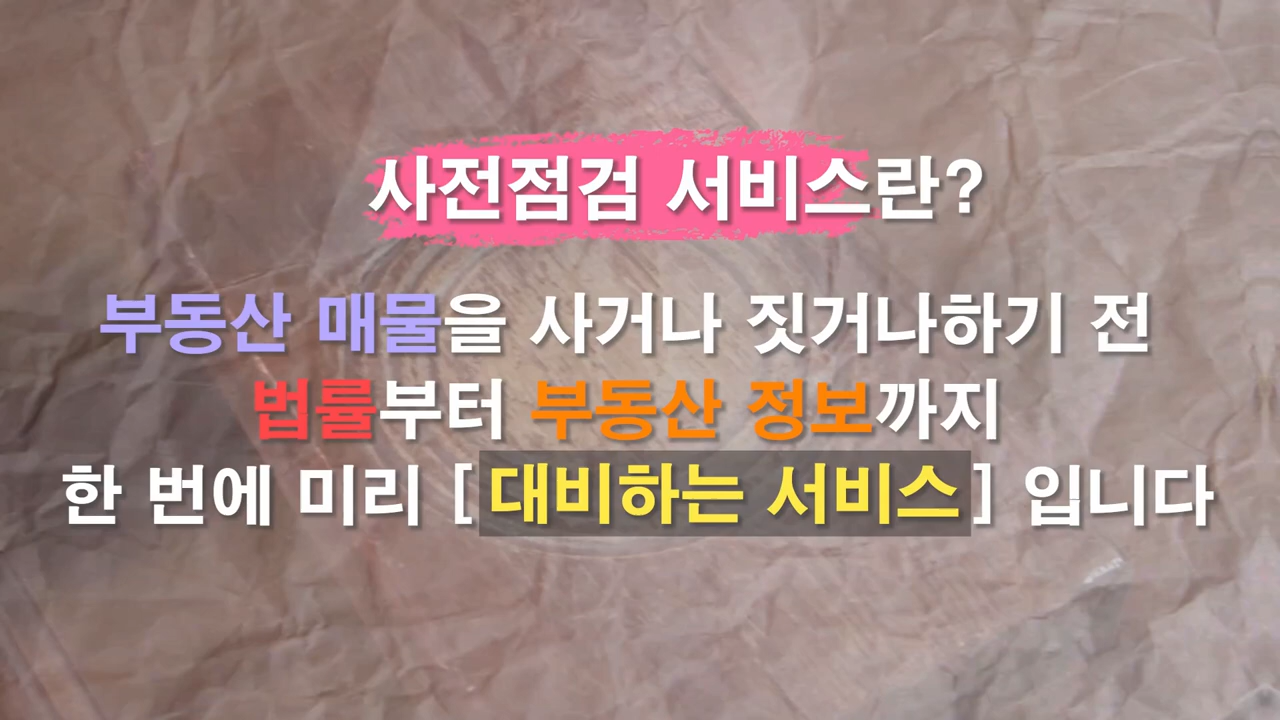 사전점검 서비스란?
부동산 매물을 사거나 짓거나하기 전
법률부터 부동산 정보까지
한 번에 미리 [대비하는 서비스] 입니다